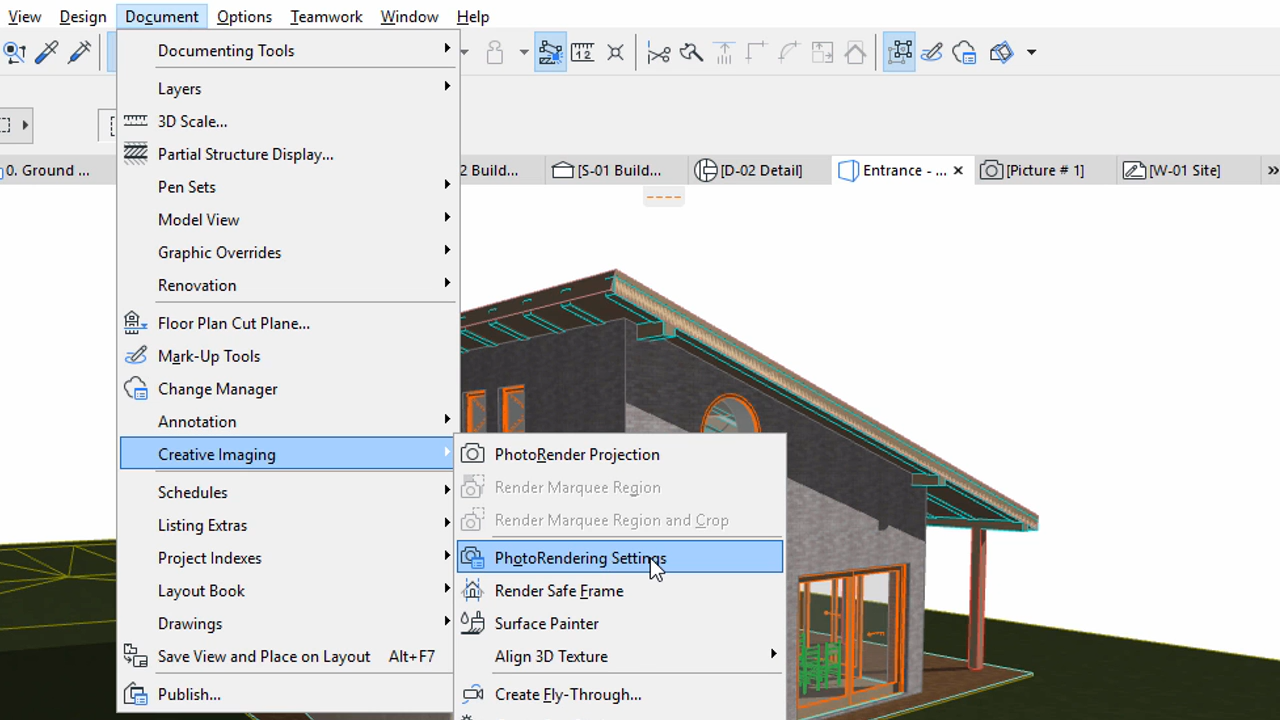 View Design Document Options Teamwork Window Help
0. Ground ... 2 Build... [S-01 Build... [D-02 Detail] Entrance - ... [Picture # 1] [W-01 Site]
Documenting Tools
Layers
3D Scale...
Partial Structure Display...
Pen Sets
Model View
Graphic Overrides
Renovation
Floor Plan Cut Plane...
Mark-Up Tools
Change Manager
Annotation
Creative Imaging
Schedules
Listing Extras
Project Indexes
Layout Book
Drawings
Save View and Place on Layout Alt+F7
Publish...
PhotoRender Projection
Render Marquee Region
Render Marquee Region and Crop
PhotoRendering Settings
Render Safe Frame
Surface Painter
Align 3D Texture
Create Fly-Through...